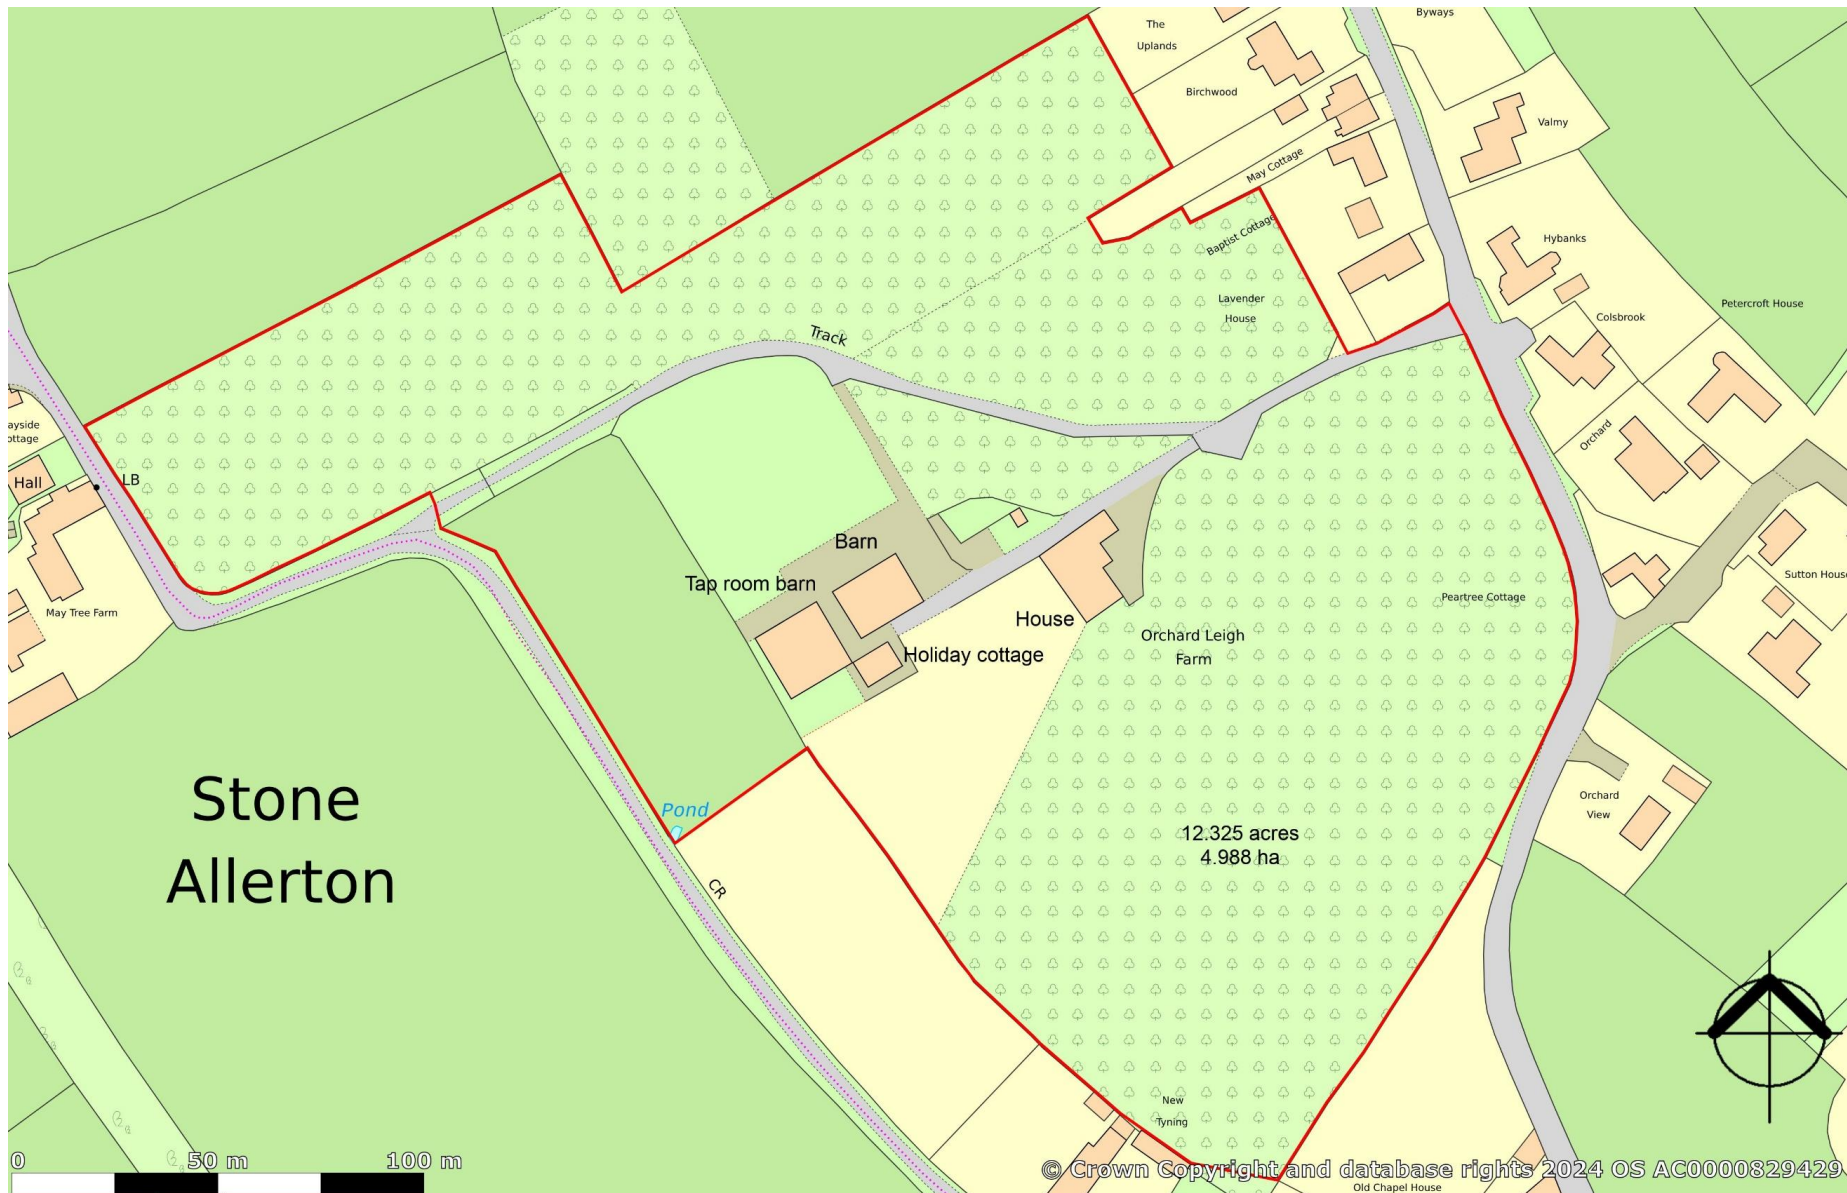 The
Uplands
Byways
Birchwood
Valmy
May Cottage
Baptist Cottage
Hybanks
Lavender
House
Petercroft House
Colsbrook
Track
ayside
ottage
Hall
LB
Orchard
Barn
Tap room barn
May Tree Farm
House
Holiday cottage
Orchard Leigh
Farm
Peartree Cottage
Sutton House
Stone
Allerton
Pond
CR
12.325 acres
4.988 ha
Orchard
View
New
Tyning
0 50 m 100 m
© Crown Copyright and database rights 2024 OS AC0000829429
Old Chapel House